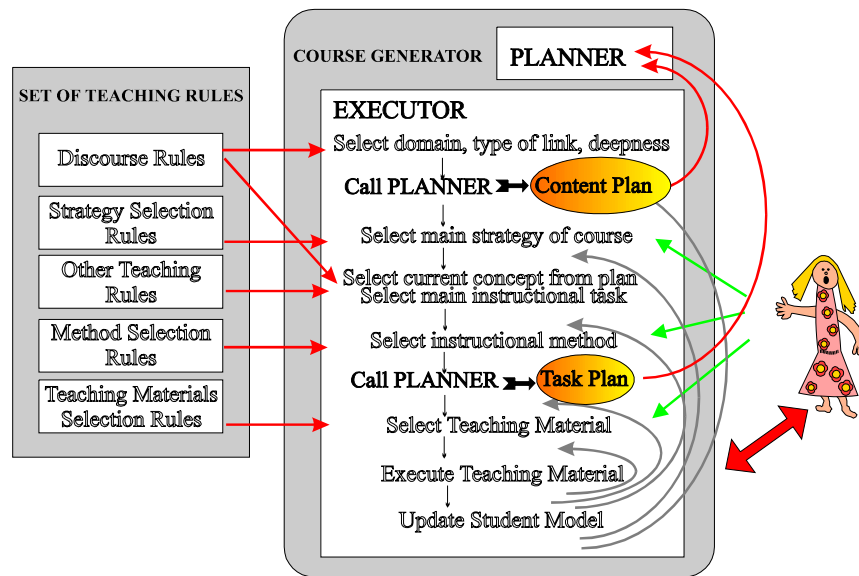 COURSE GENERATOR
PLANNER
SET OF TEACHING RULES
Discourse Rules
Strategy Selection
Rules
Other Teaching
Rules
Method Selection
Rules
Teaching Materials
Selection Rules
EXECUTOR
Select domain, type of link, deepness
Call PLANNER
Content Plan
Select main strategy of course
Select current concept from plan
Select main instructional task
Select instructional method
Call PLANNER
Task Plan
Select Teaching Material
Execute Teaching Material
Update Student Model